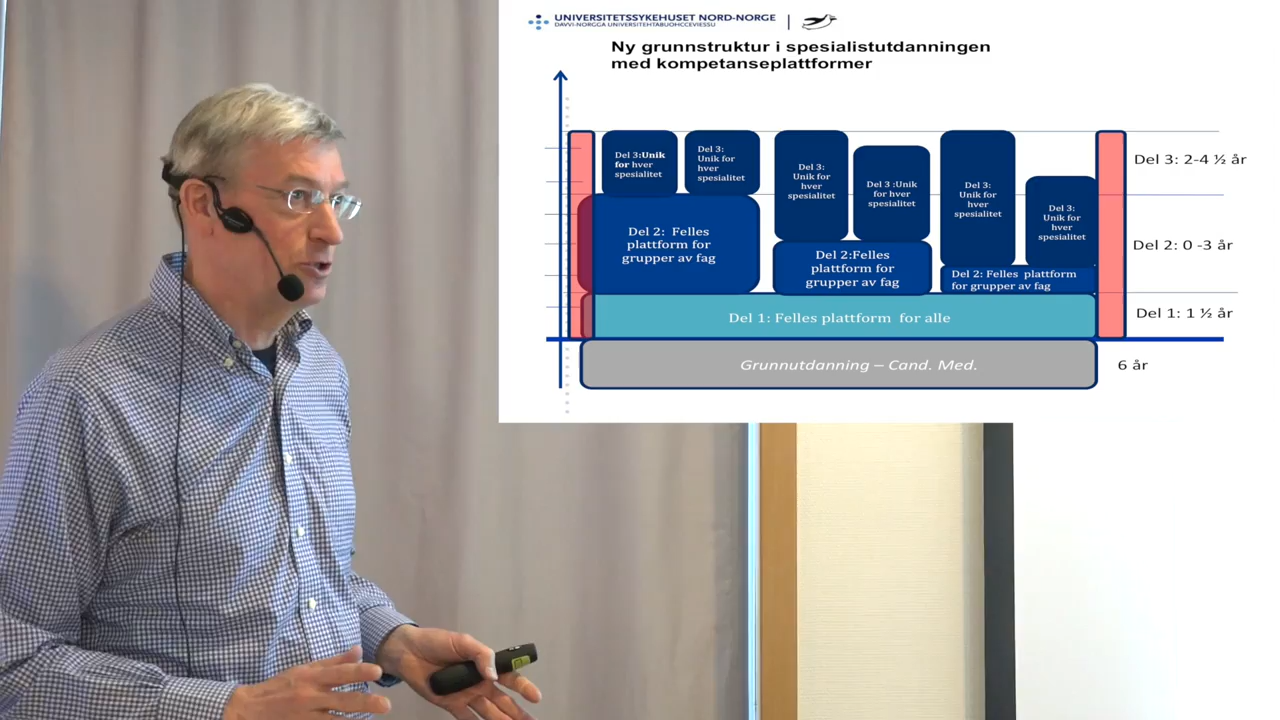 UNIVERSITETSSYKEHUSET NORD-NORGE
DAVVI-NORGGA UNIVERSITEHTABUOHCCEVIESSU
Ny grunnstruktur i spesialistutdanningen
med kompetanseplattformer
Del 3:Unik
for hver
spesialitet
Del 3:
Unik for
hver
spesialitet
Del 3:
Unik for
hver
spesialitet
Del 3 :Unik
for hver
spesialitet
Del 3:
Unik for
hver
spesialitet
Del 3:
Unik for
hver
spesialitet
Del 3: 2-4 ½ år
Del 2: Felles
plattform for
grupper av fag
Del 2:Felles
plattform for
grupper av fag
Del 2: Felles plattform
for grupper av fag
Del 2: 0 -3 år
Del 1: Felles plattform for alle
Del 1: 1 ½ år
Grunnutdanning – Cand. Med.
6 år